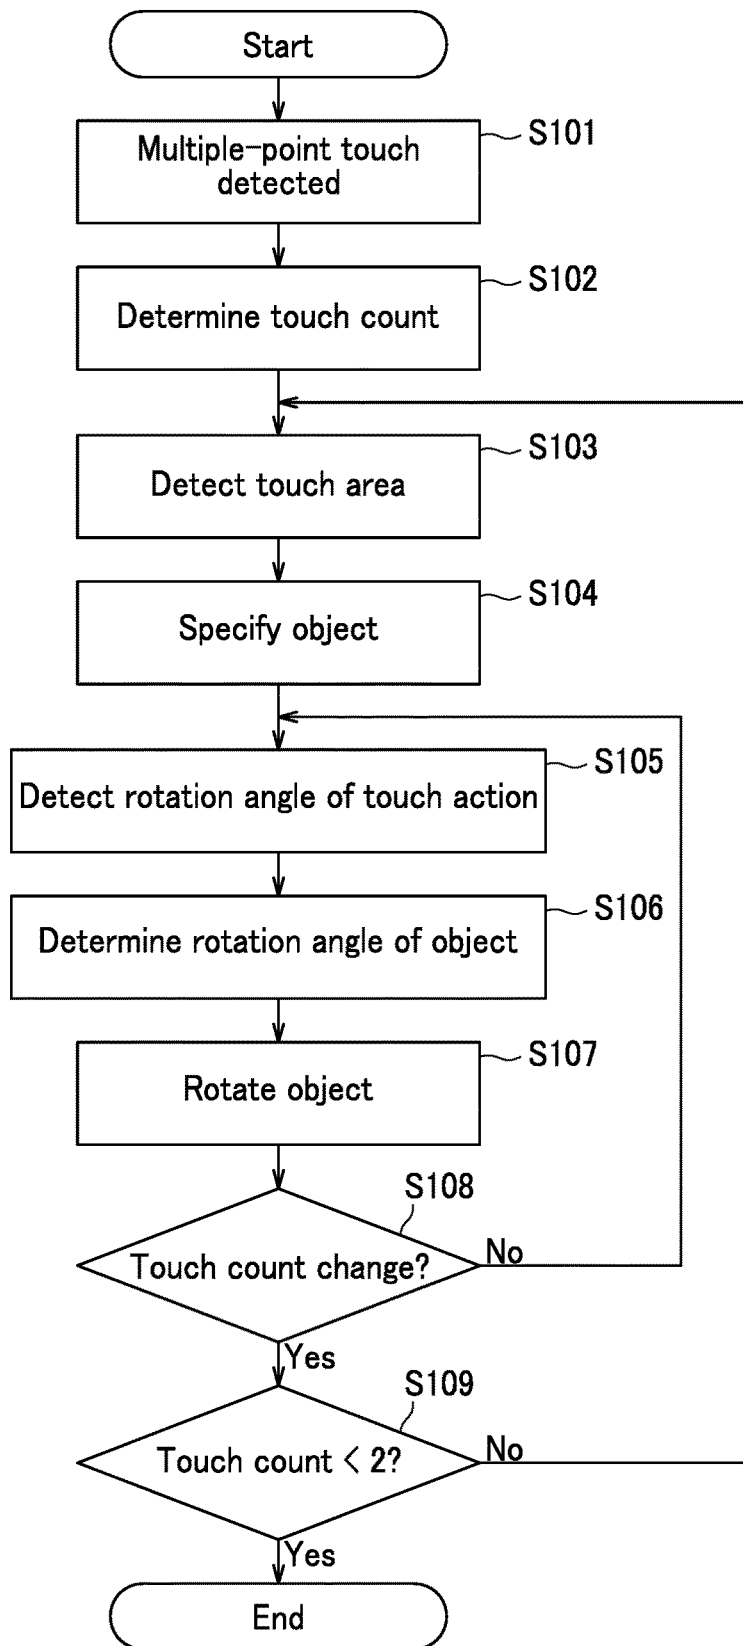 Start
S101
Multiple-point touch
detected
S102
Determine touch count
S103
Detect touch area
S104
Specify object
S105
Detect rotation angle of touch action
S106
Determine rotation angle of object
S107
Rotate object
S108
Touch count change?
No
Yes
S109
Touch count < 2?
No
Yes
End